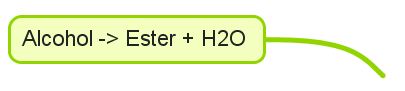 Alcohol -> Ester + H2O